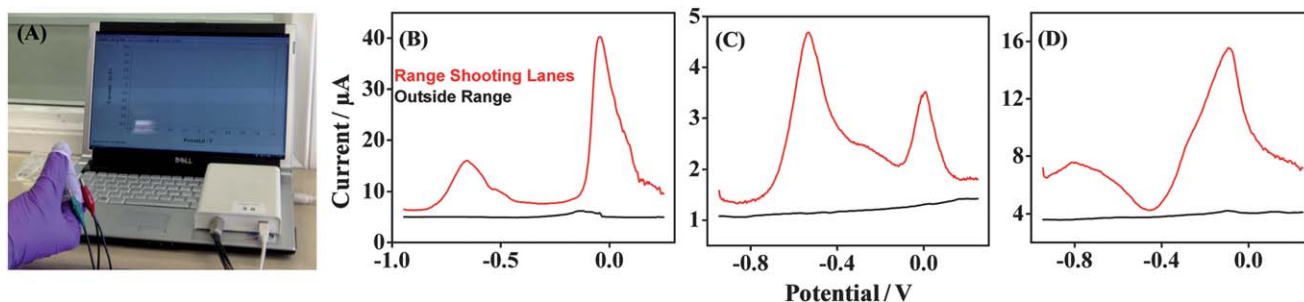 (A)
Potential / V
DELL
(B)
Range Shooting Lanes
Outside Range
Current / µA
40
30
20
10
0
-1.0
-0.5
0.0
(C)
5
4
3
2
1
-0.8
-0.4
0.0
(D)
16
12
8
4
-0.8
-0.4
0.0
Potential / V